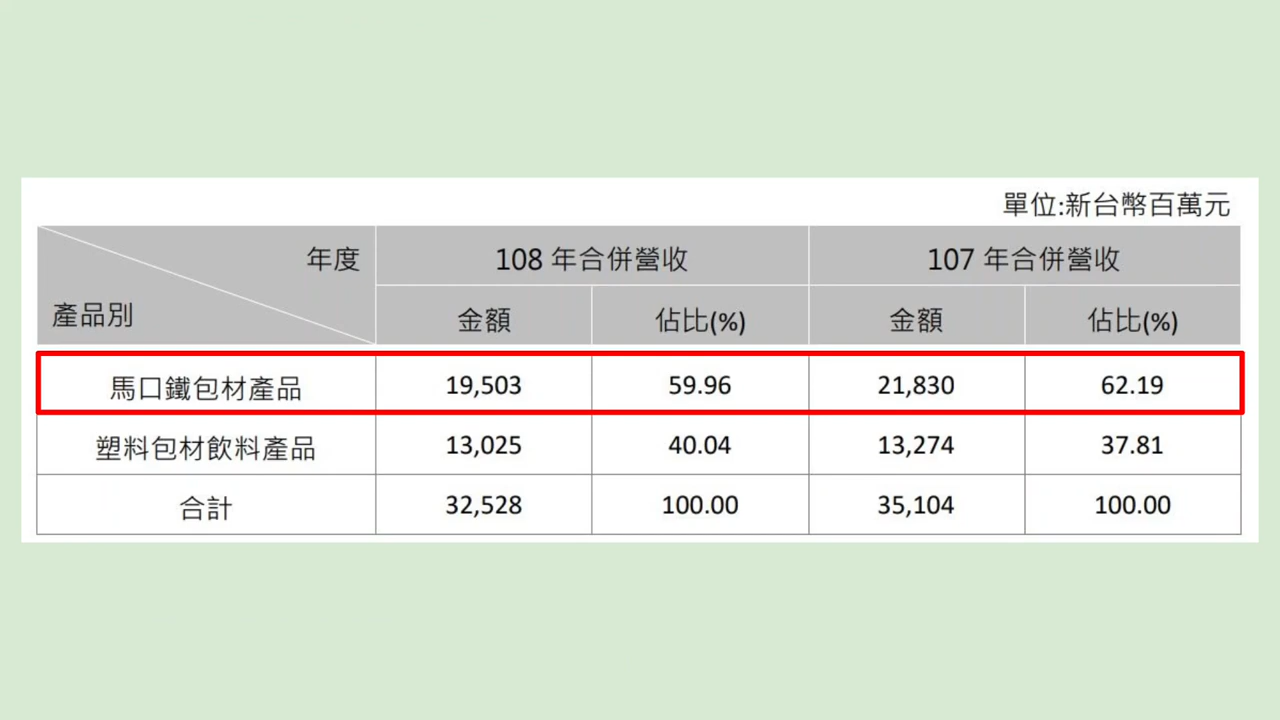 單位:新台幣百萬元
年度 108 年合併營收 107 年合併營收
產品別 金額 佔比(%) 金額 佔比(%)
馬口鐵包材產品 19,503 59.96 21,830 62.19
塑料包材飲料產品 13,025 40.04 13,274 37.81
合計 32,528 100.00 35,104 100.00